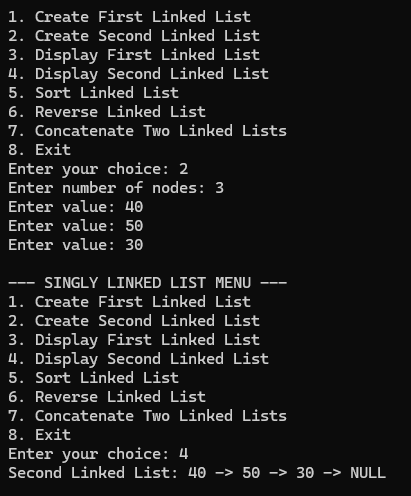 1. Create First Linked List
2. Create Second Linked List
3. Display First Linked List
4. Display Second Linked List
5. Sort Linked List
6. Reverse Linked List
7. Concatenate Two Linked Lists
8. Exit
Enter your choice: 2
Enter number of nodes: 3
Enter value: 40
Enter value: 50
Enter value: 30
--- SINGLY LINKED LIST MENU ---
1. Create First Linked List
2. Create Second Linked List
3. Display First Linked List
4. Display Second Linked List
5. Sort Linked List
6. Reverse Linked List
7. Concatenate Two Linked Lists
8. Exit
Enter your choice: 4
Second Linked List: 40 -> 50 -> 30 -> NULL